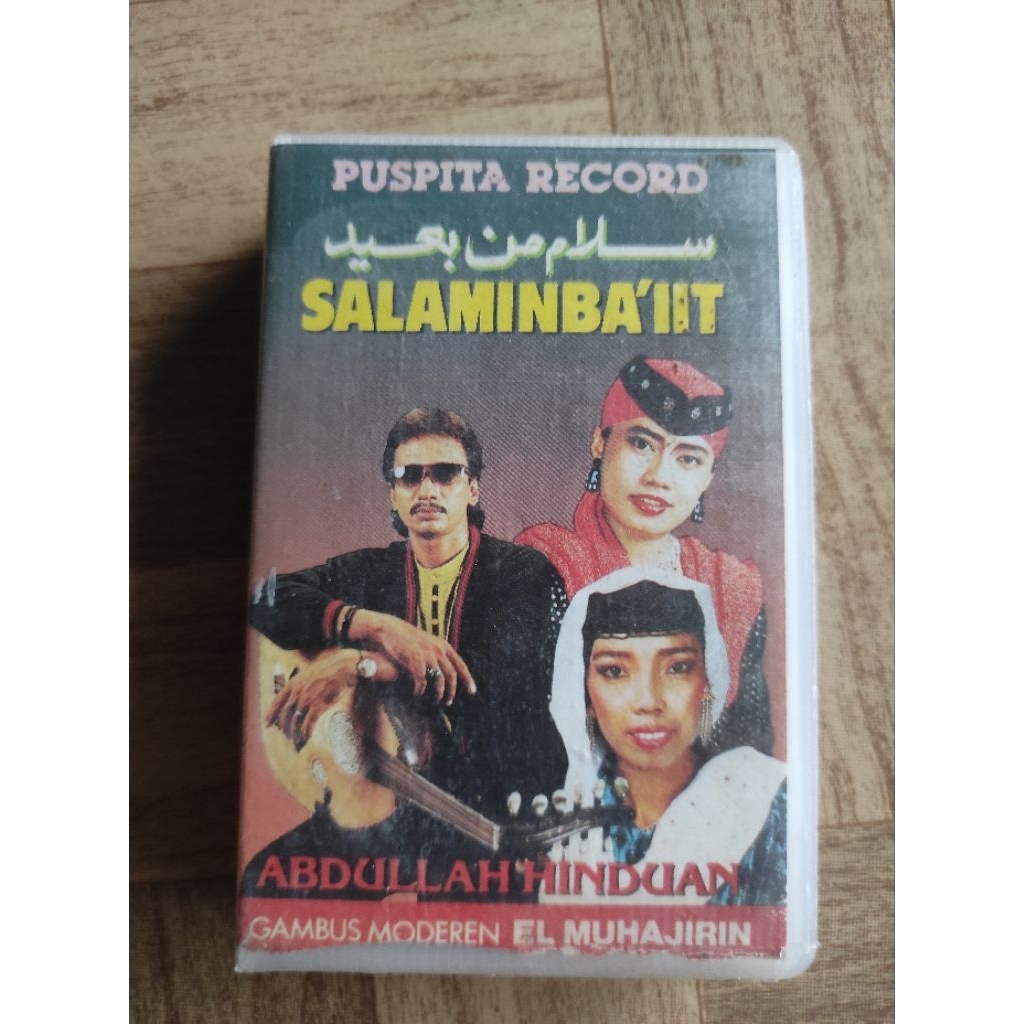 PUSPITA RECORD
سلام من بعيد
SALAMINBA'IIT
ABDULLAH HINDUAN
GAMBUS MODEREN EL MUHAJIRIN